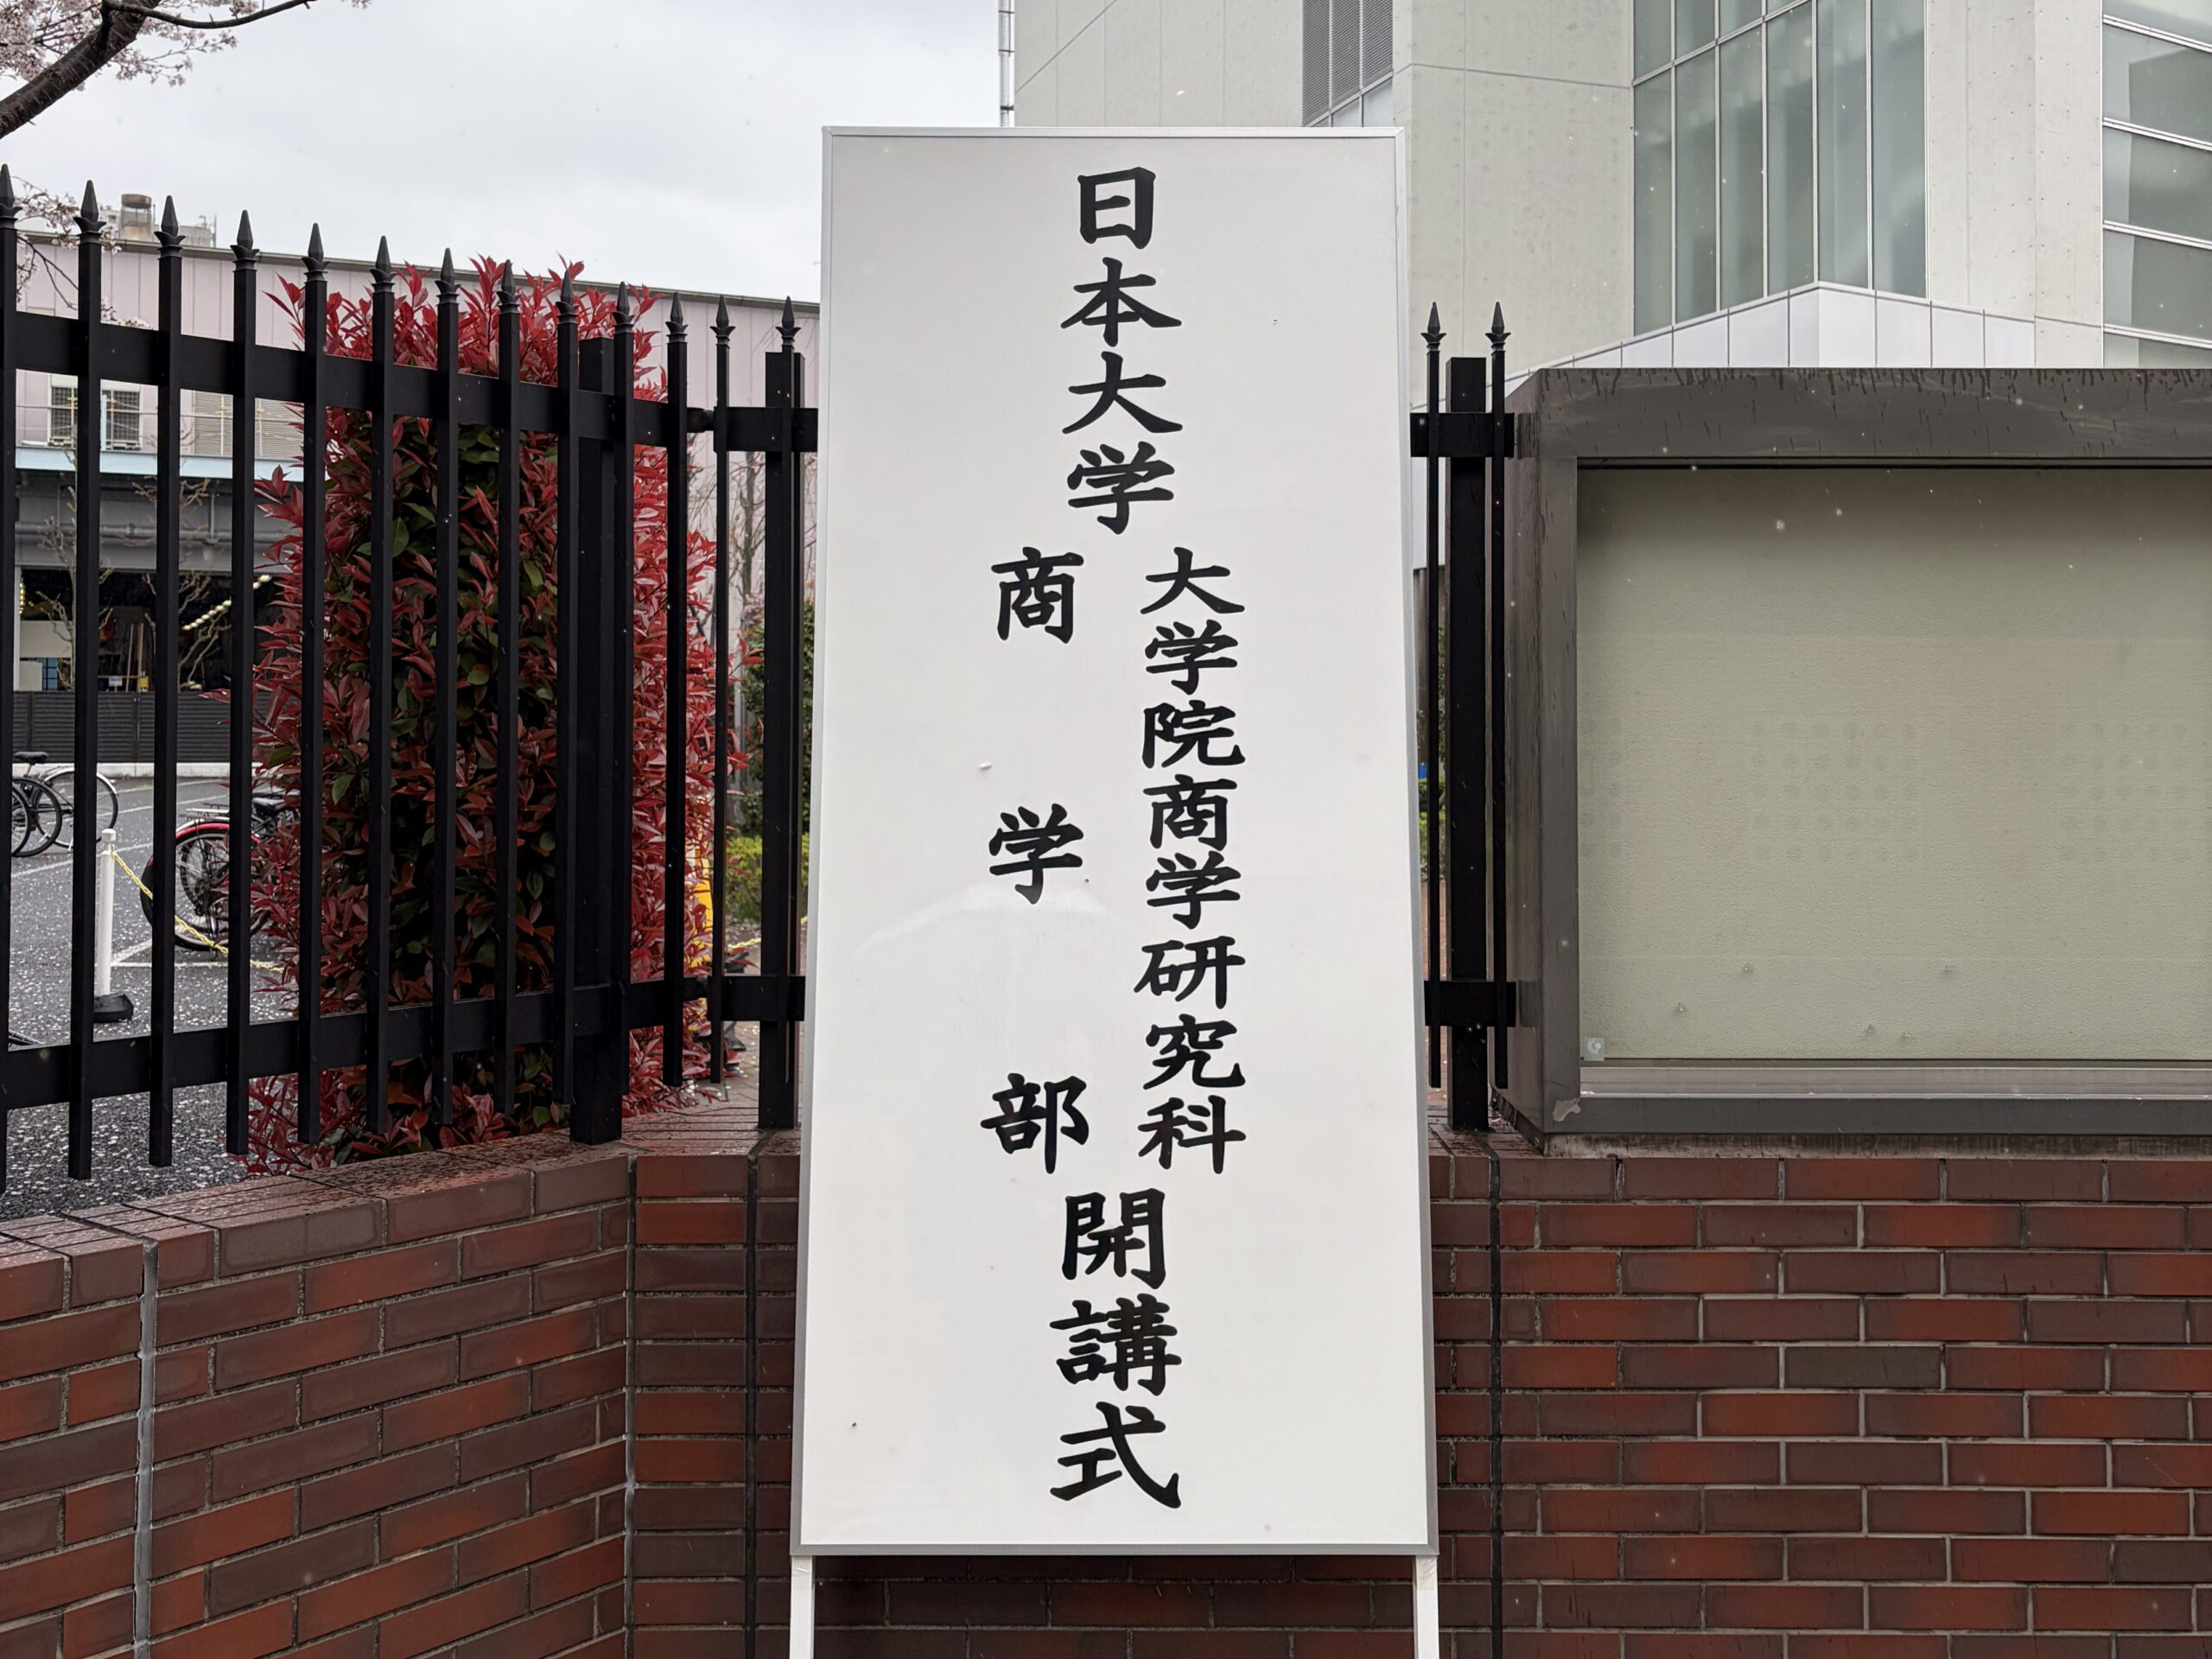 日本大学
大学院商学研究科
商学部
開講式